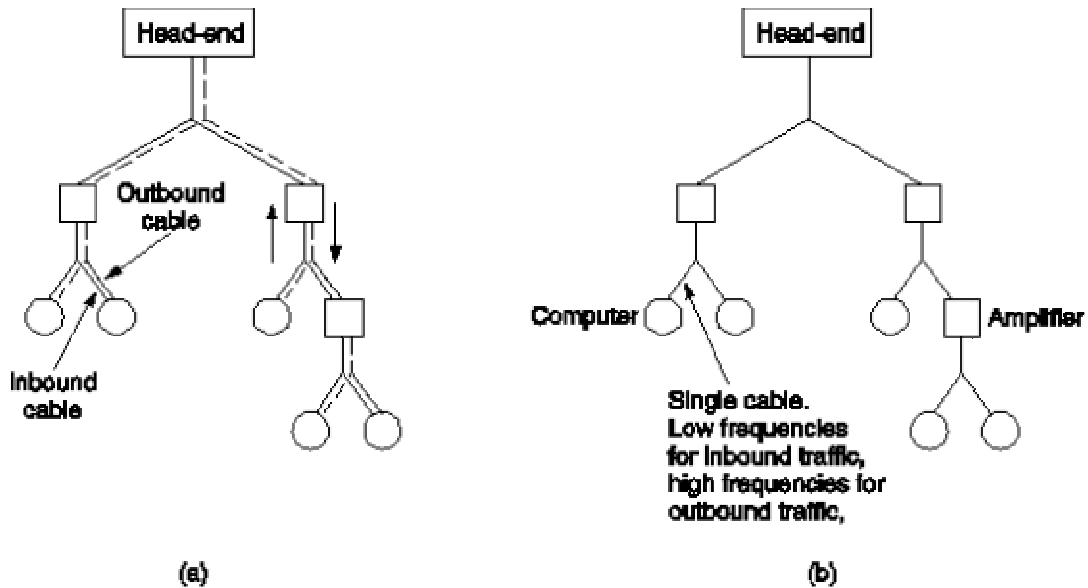 Head-end
Head-end
Outbound
cable
Inbound
cable
Computer
Amplifier
Single cable.
Low frequencies
for inbound traffic,
high frequencies for
outbound traffic,
(a)
(b)